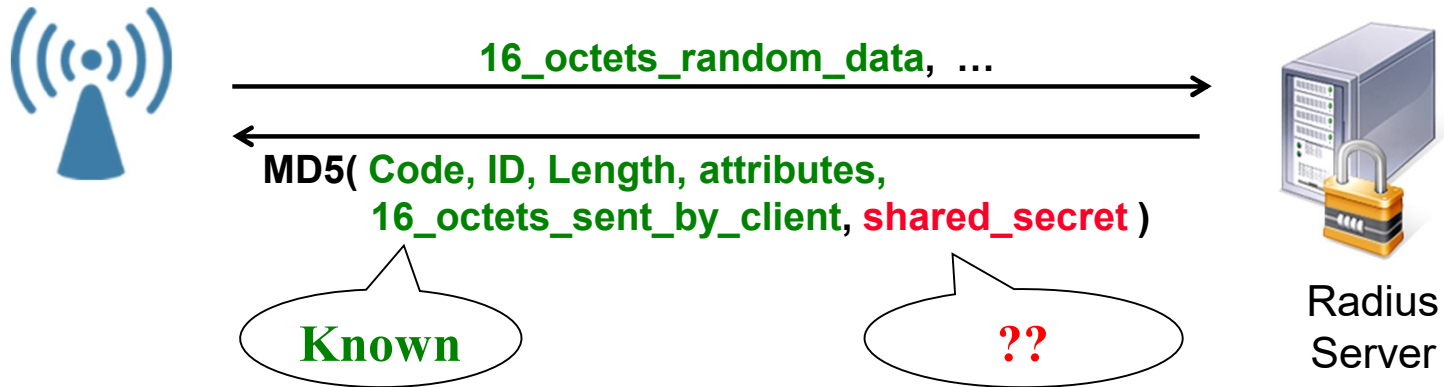 16_octets_random_data, …
MD5( Code, ID, Length, attributes,
16_octets_sent_by_client, shared_secret )
Known
??
Radius
Server